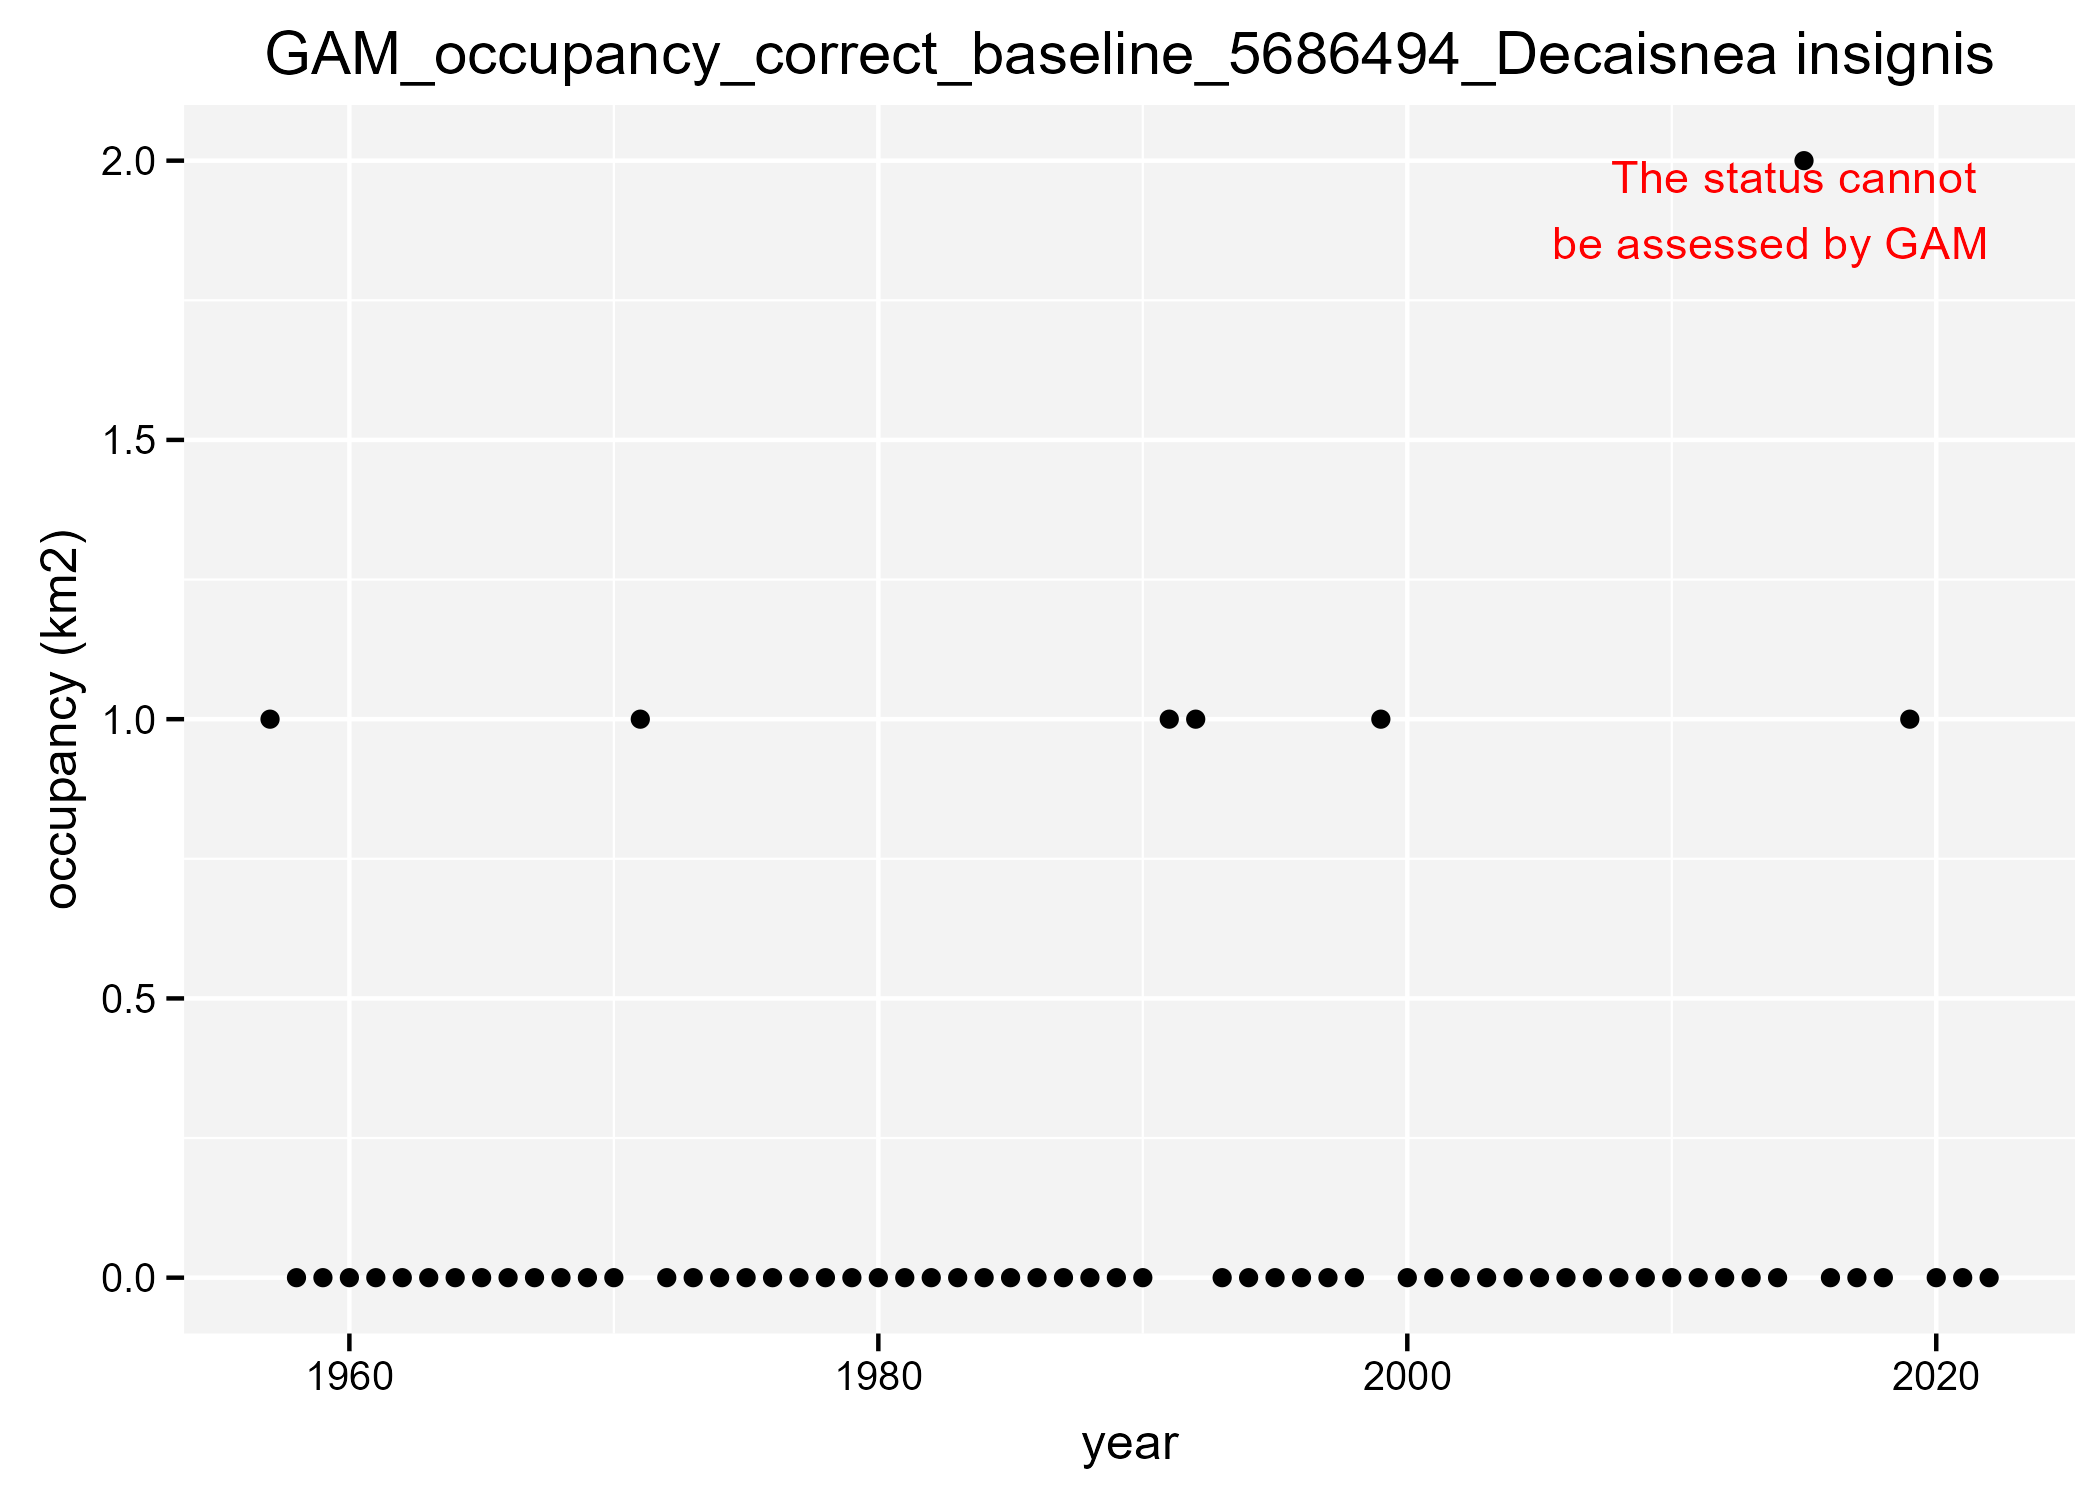 GAM_occupancy_correct_baseline_5686494_Decaisnea insignis
2.0
The status cannot
be assessed by GAM
1.5
1.0
0.5
0.0
occupancy (km2)
1960 1980 2000 2020
year